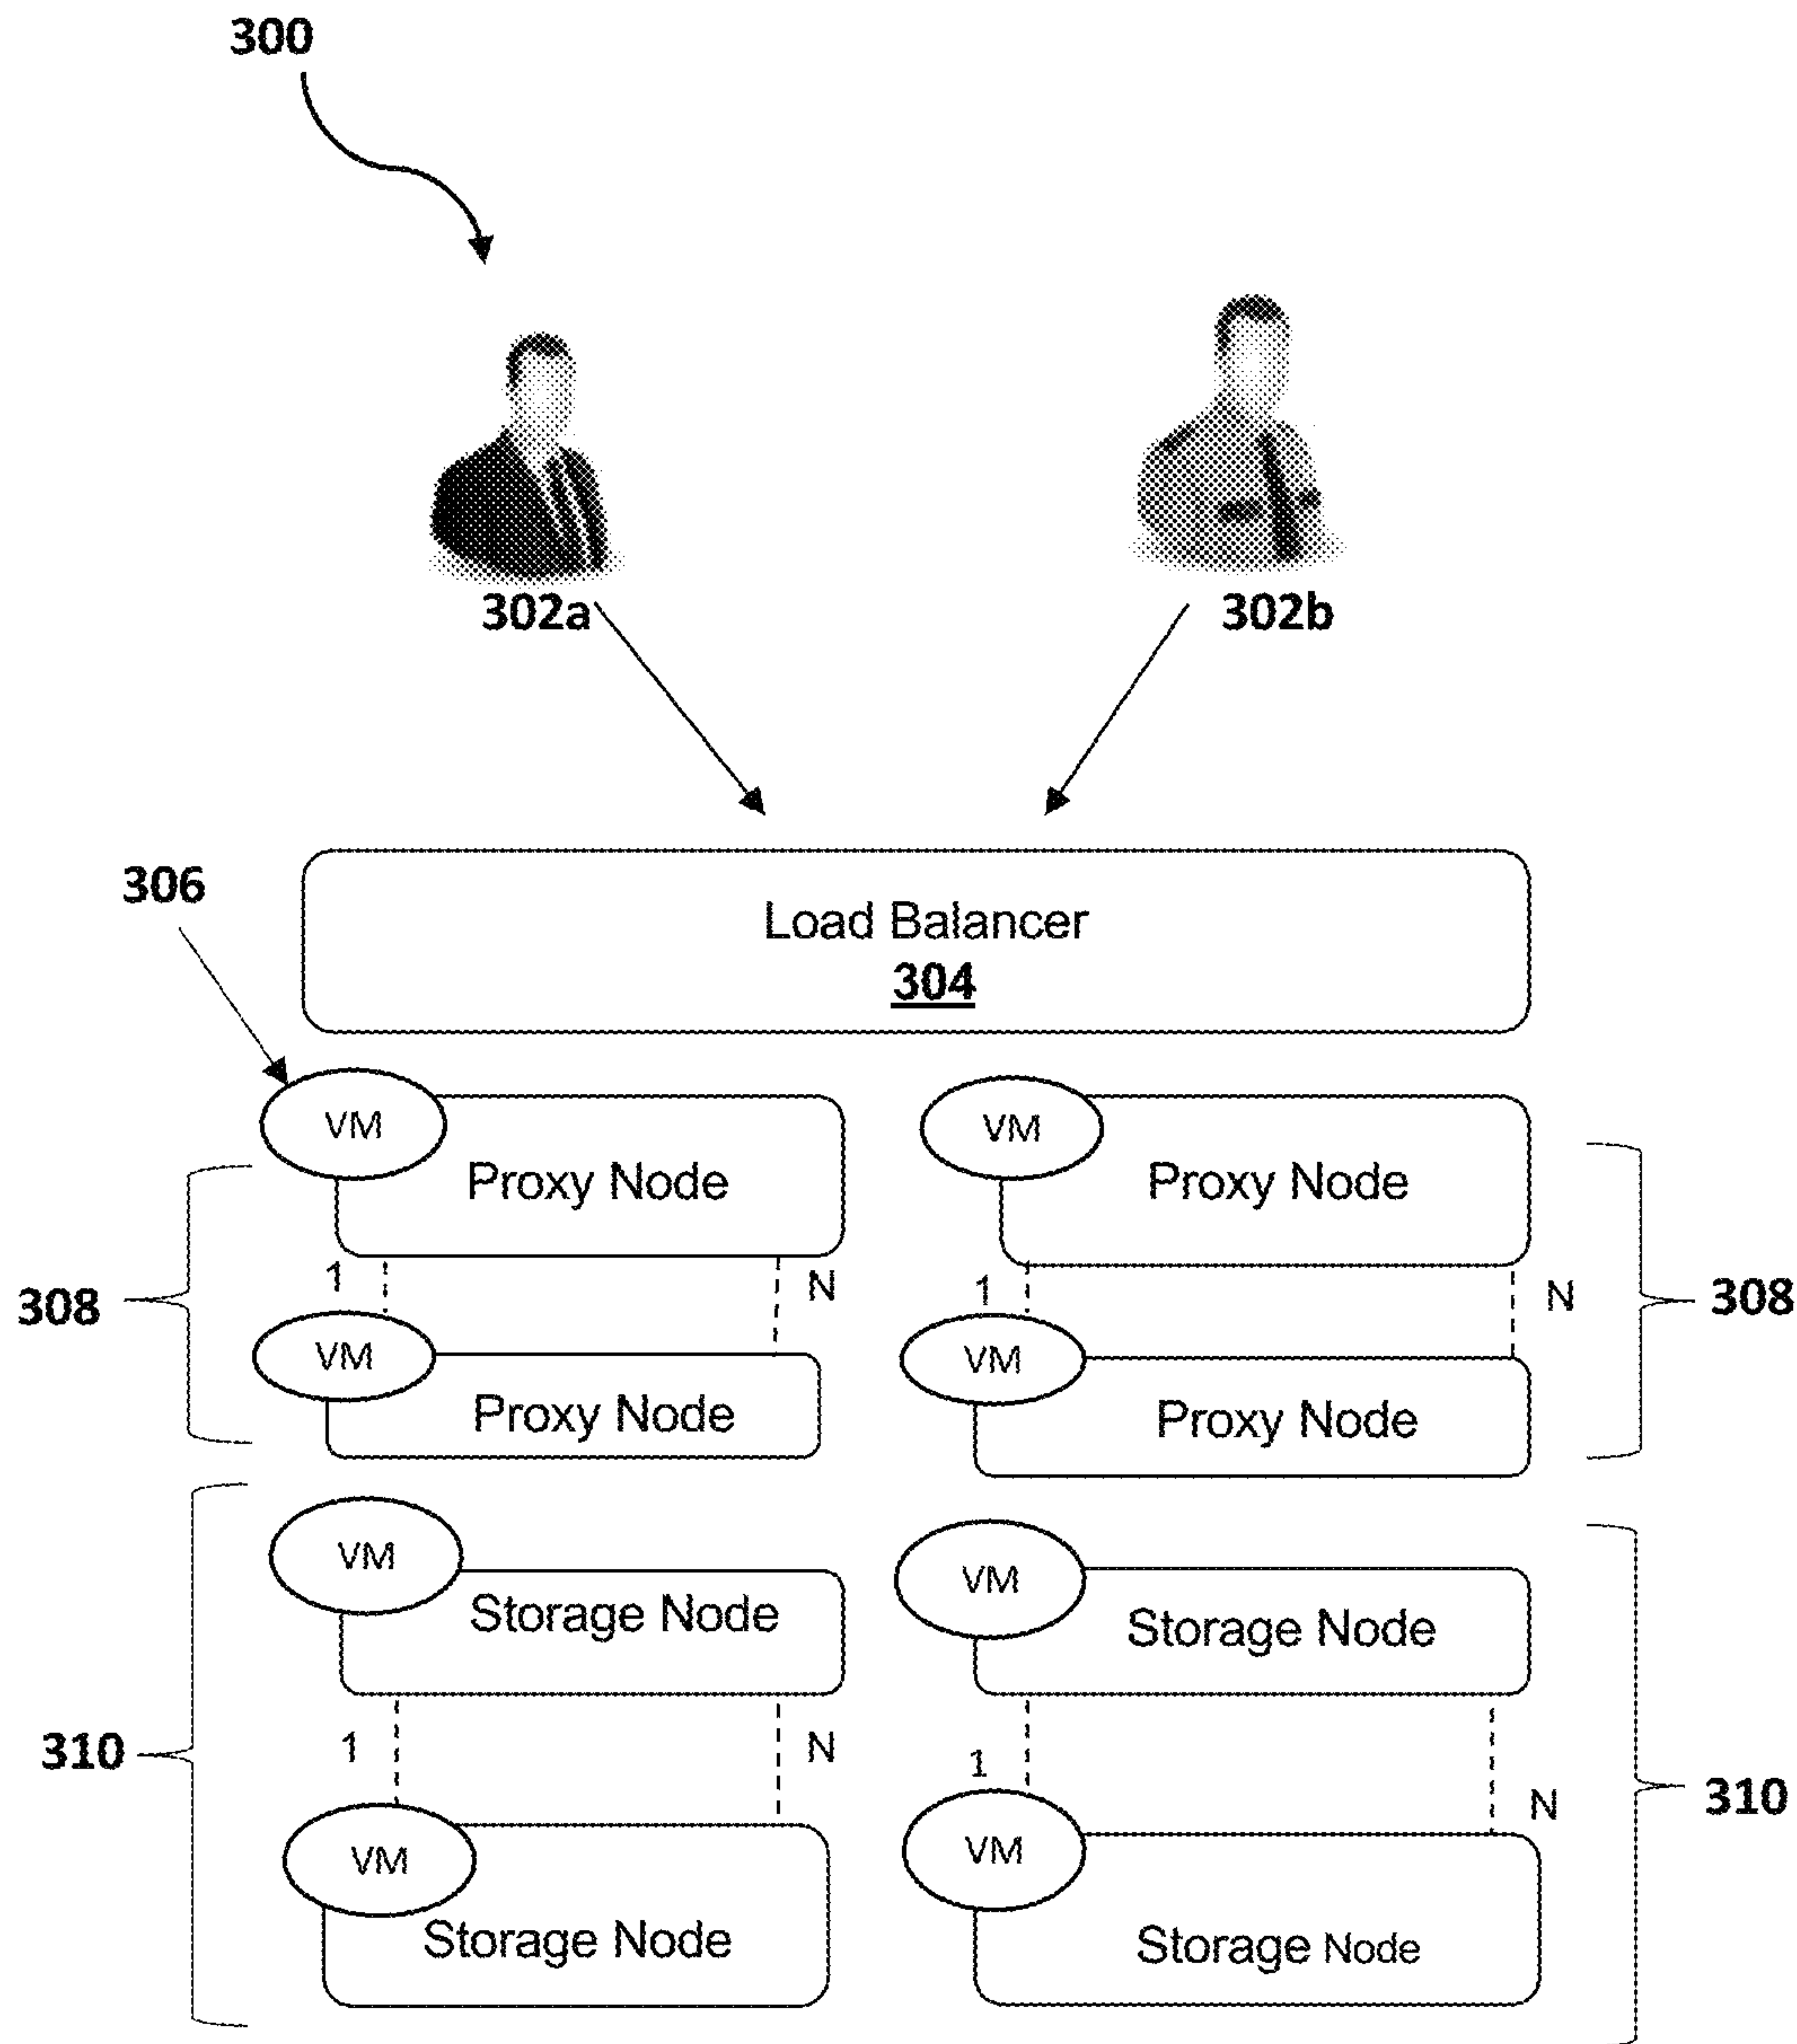 300
302a
302b
306
Load Balancer
304
VM
Proxy Node
VM
Proxy Node
308
1
N
1
N
308
VM
Proxy Node
VM
Proxy Node
VM
Storage Node
VM
Storage Node
310
1
N
1
N
310
VM
Storage Node
VM
Storage Node